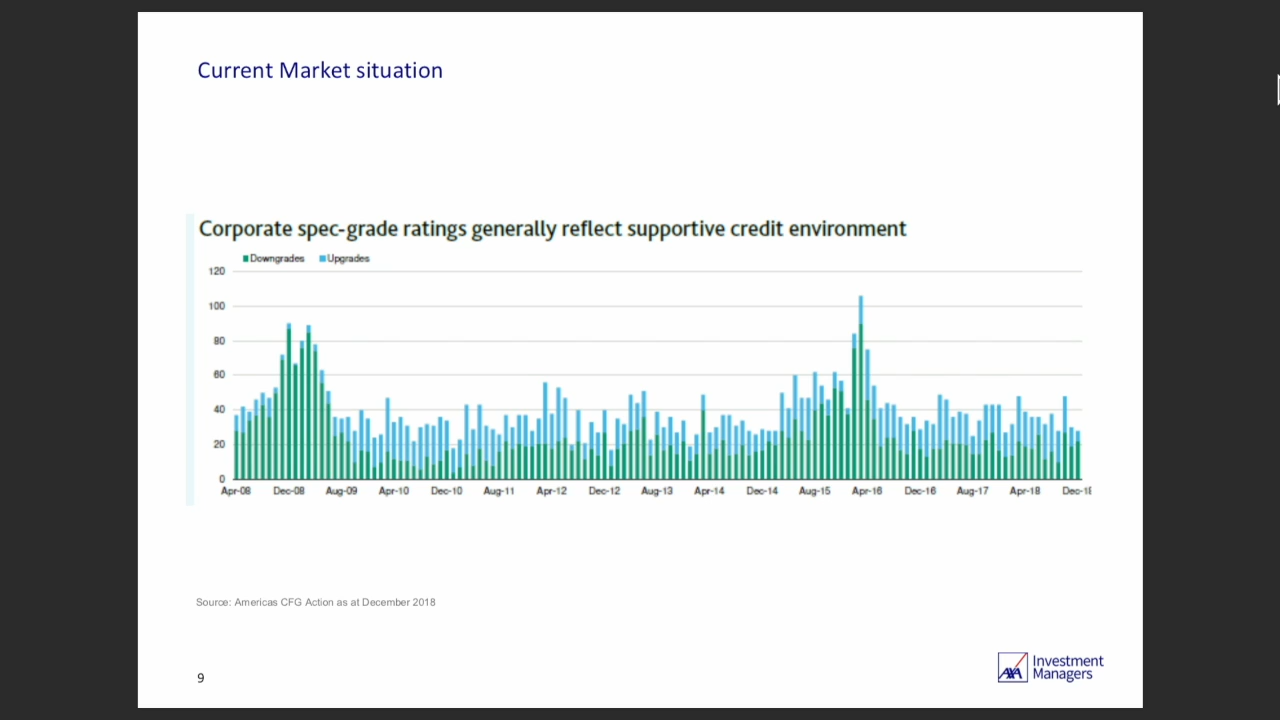 Current Market situation
Corporate spec-grade ratings generally reflect supportive credit environment
Downgrades Upgrades
120
100
80
60
40
20
0
Apr-08 Dec-08 Aug-09 Apr-10 Dec-10 Aug-11 Apr-12 Dec-12 Aug-13 Apr-14 Dec-14 Aug-15 Apr-16 Dec-16 Aug-17 Apr-18 Dec-18
Source: Americas CFG Action as at December 2018
9
AXA Investment
Managers